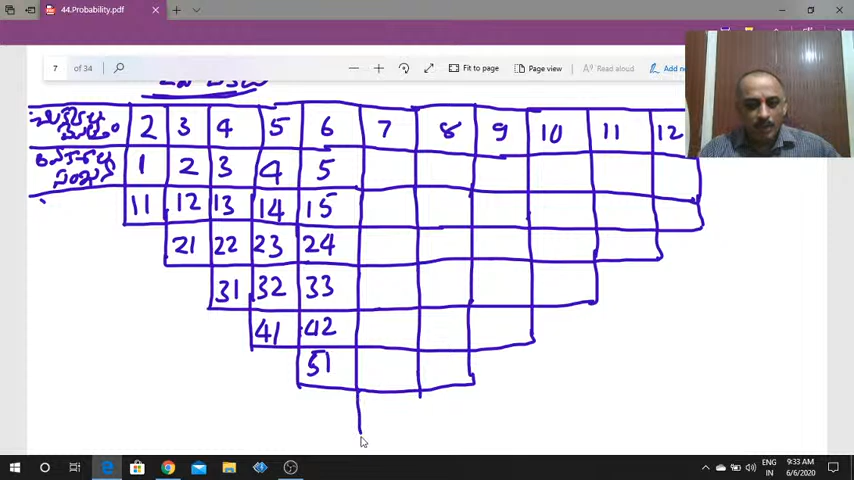 44.Probability.pdf
7 of 34 Fit to page Page view Read aloud Add no
2 3 4 5 6 7 8 9 10 11 12
1 2 3 4 5
11 12 13 14 15
21 22 23 24
31 32 33
41 42
51
ENG 9:33 AM
IN 6/6/2020